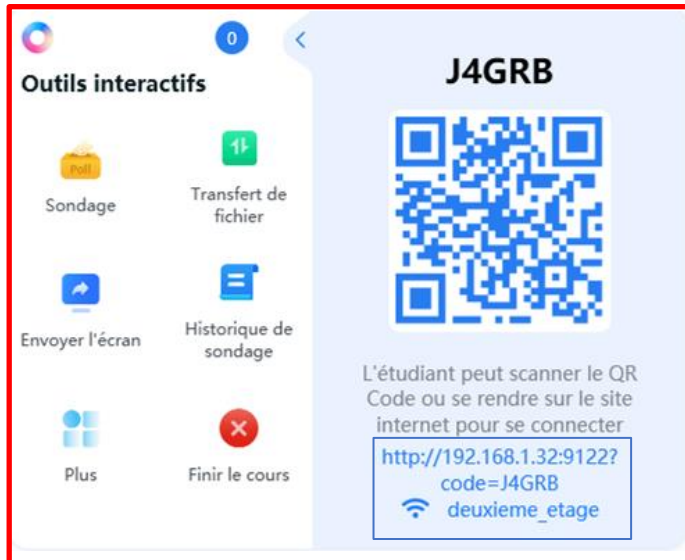 0
Outils interactifs
Poll
Sondage
Transfert de
fichier
Envoyer l'écran
Historique de
sondage
Plus
Finir le cours
J4GRB
L'étudiant peut scanner le QR
Code ou se rendre sur le site
internet pour se connecter
http://192.168.1.32:9122?
code=J4GRB
deuxieme_etage